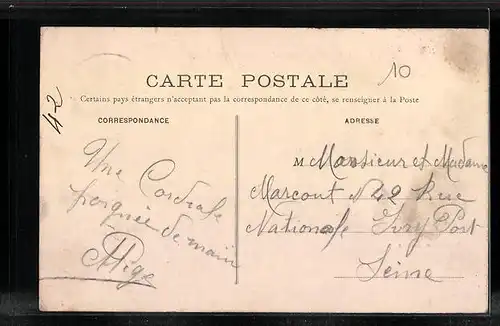 10
CARTE POSTALE
Certains pays étrangers n'acceptant pas la correspondance de ce côté, se renseigner à la Poste
42
CORRESPONDANCE
Une Cordiale
poignée de main
ADRESSE
M Monsieur et Madame
Marcout N 42 Rue
Nationale Ivry Port
Seine